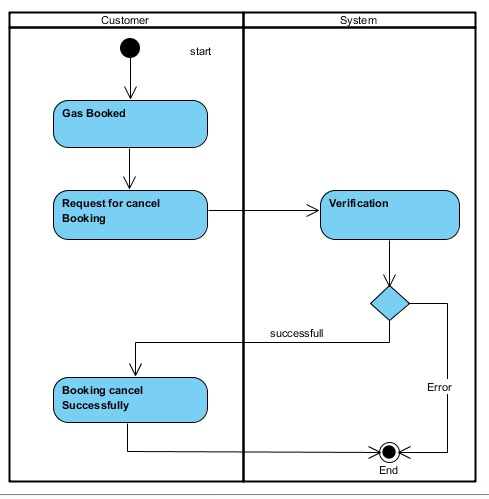 Customer
System
start
Gas Booked
Request for cancel
Booking
Verification
successfull
Booking cancel
Successfully
Error
End